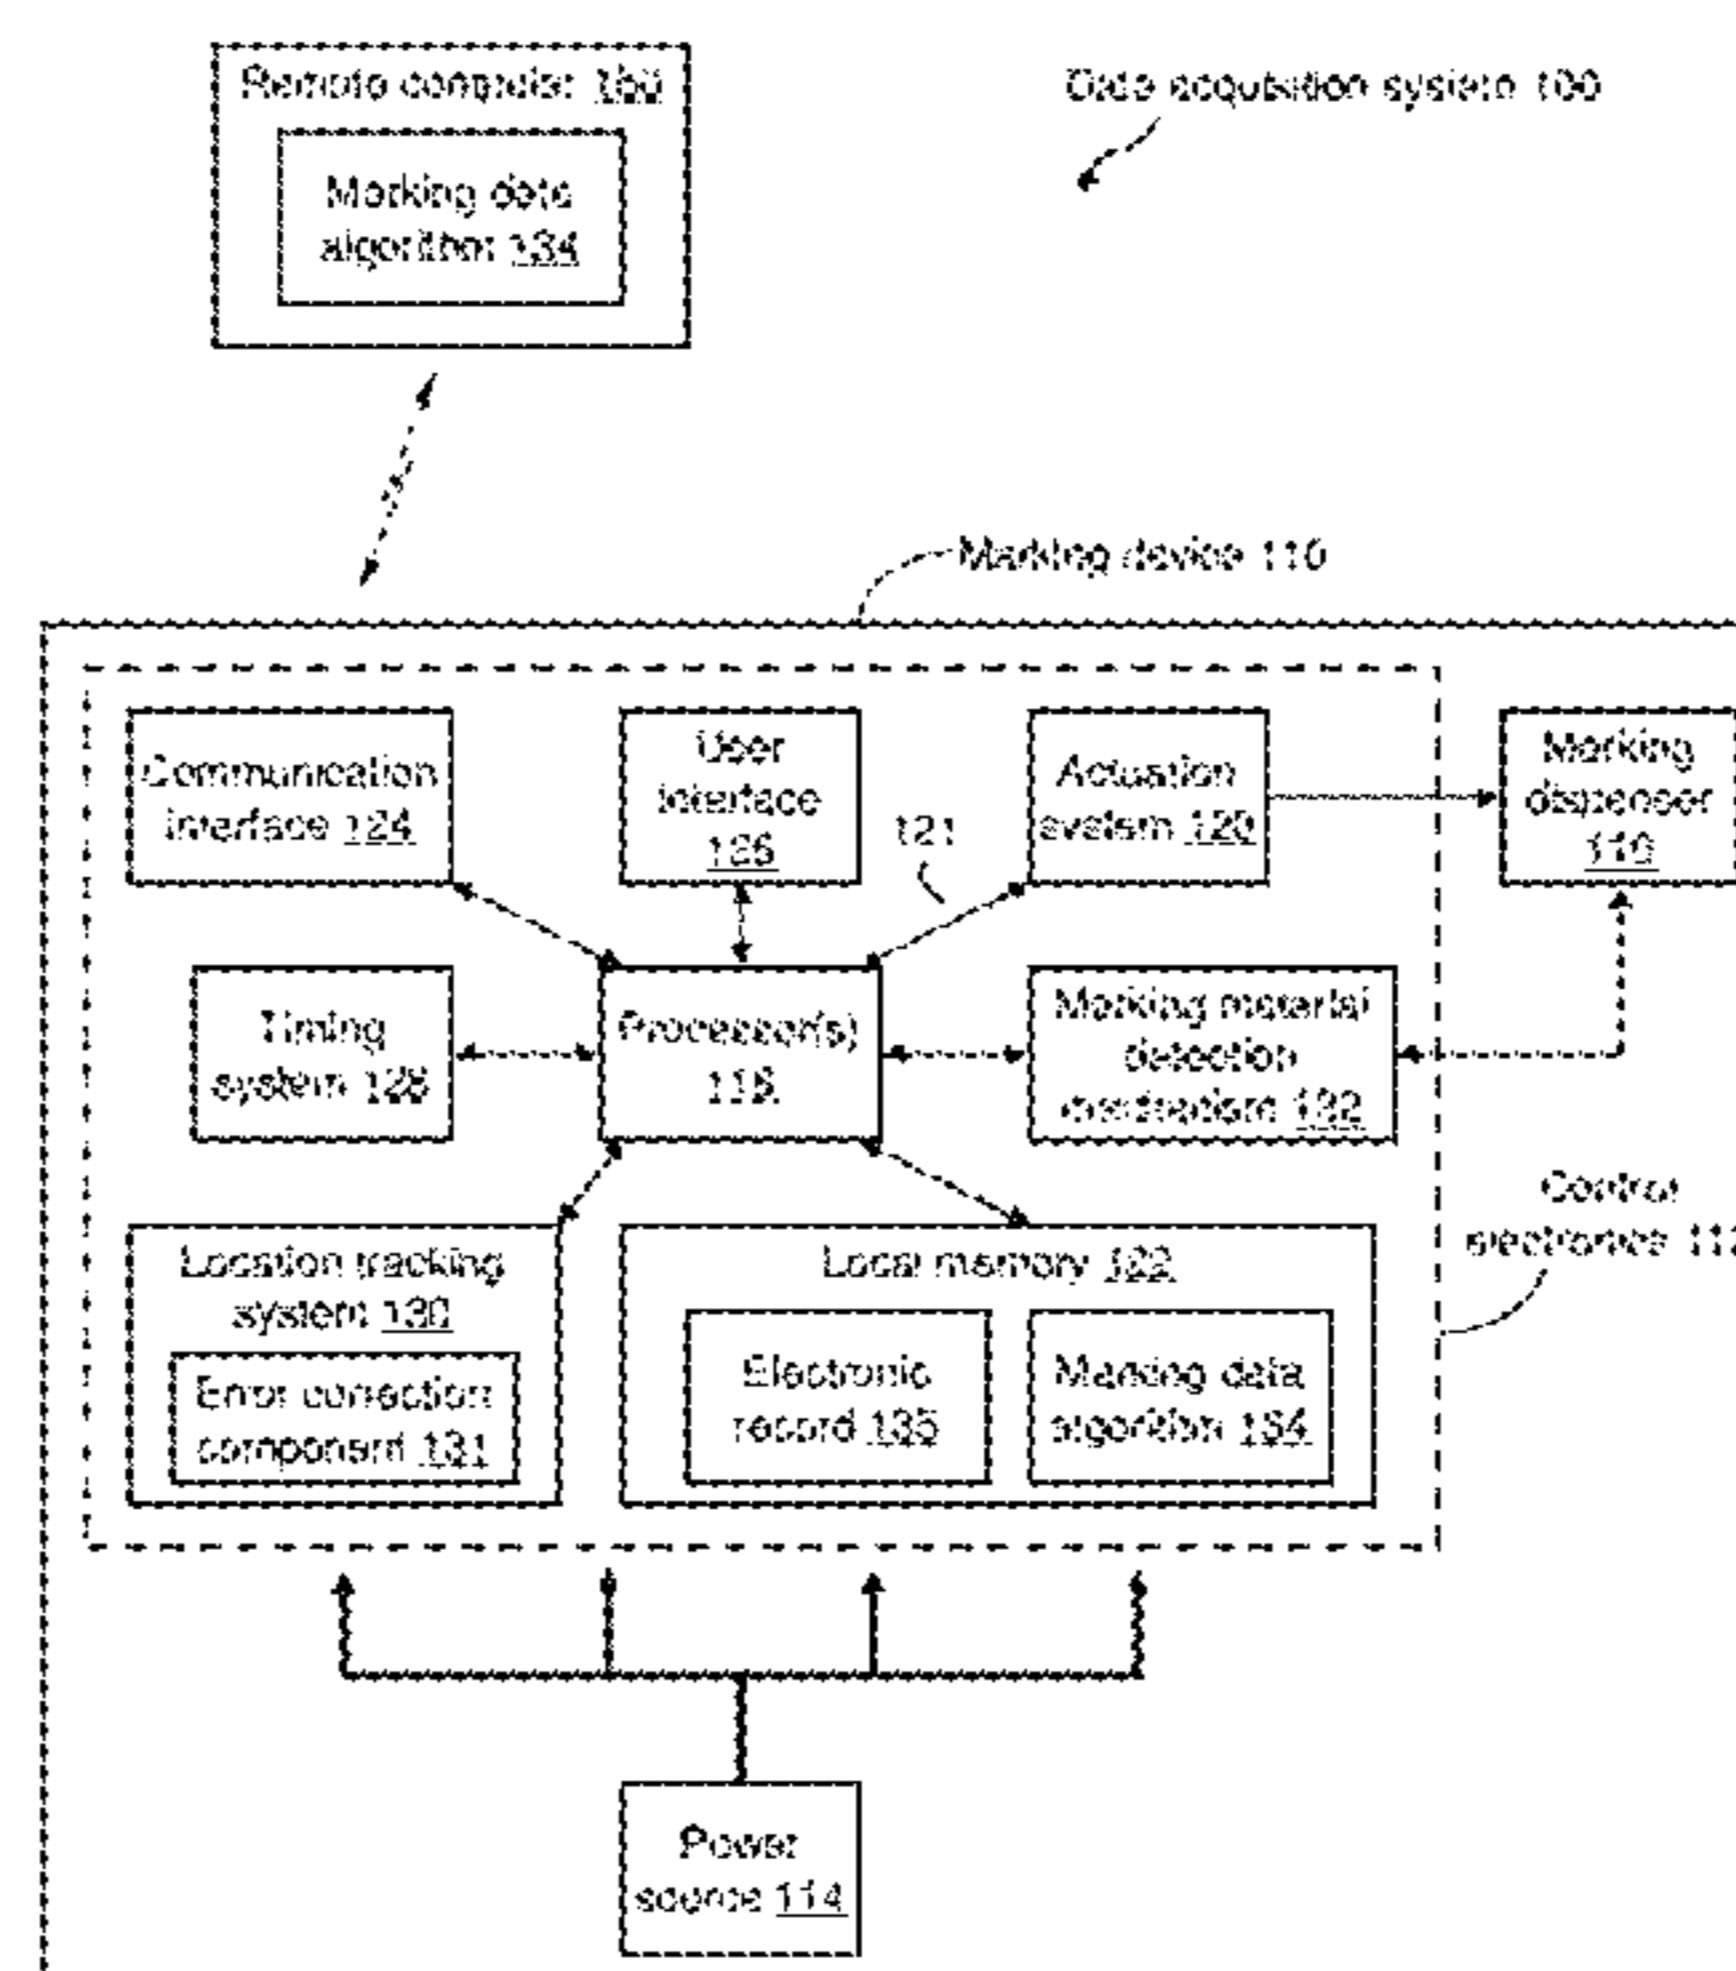 Remote computer 150
Marking data
algorithm 134
Data acquisition system 100
Marking device 110
Communication
interface 124
User
interface
126
Actuation
system 120
121
Marking
dispenser
116
Timing
system 128
Processor(s)
118
Marking material
detection
mechanism 132
Control
electronics
Location tracking
system 130
Error correction
component 131
Local memory 122
Electronic
record 135
Marking data
algorithm 134
Power
source 114